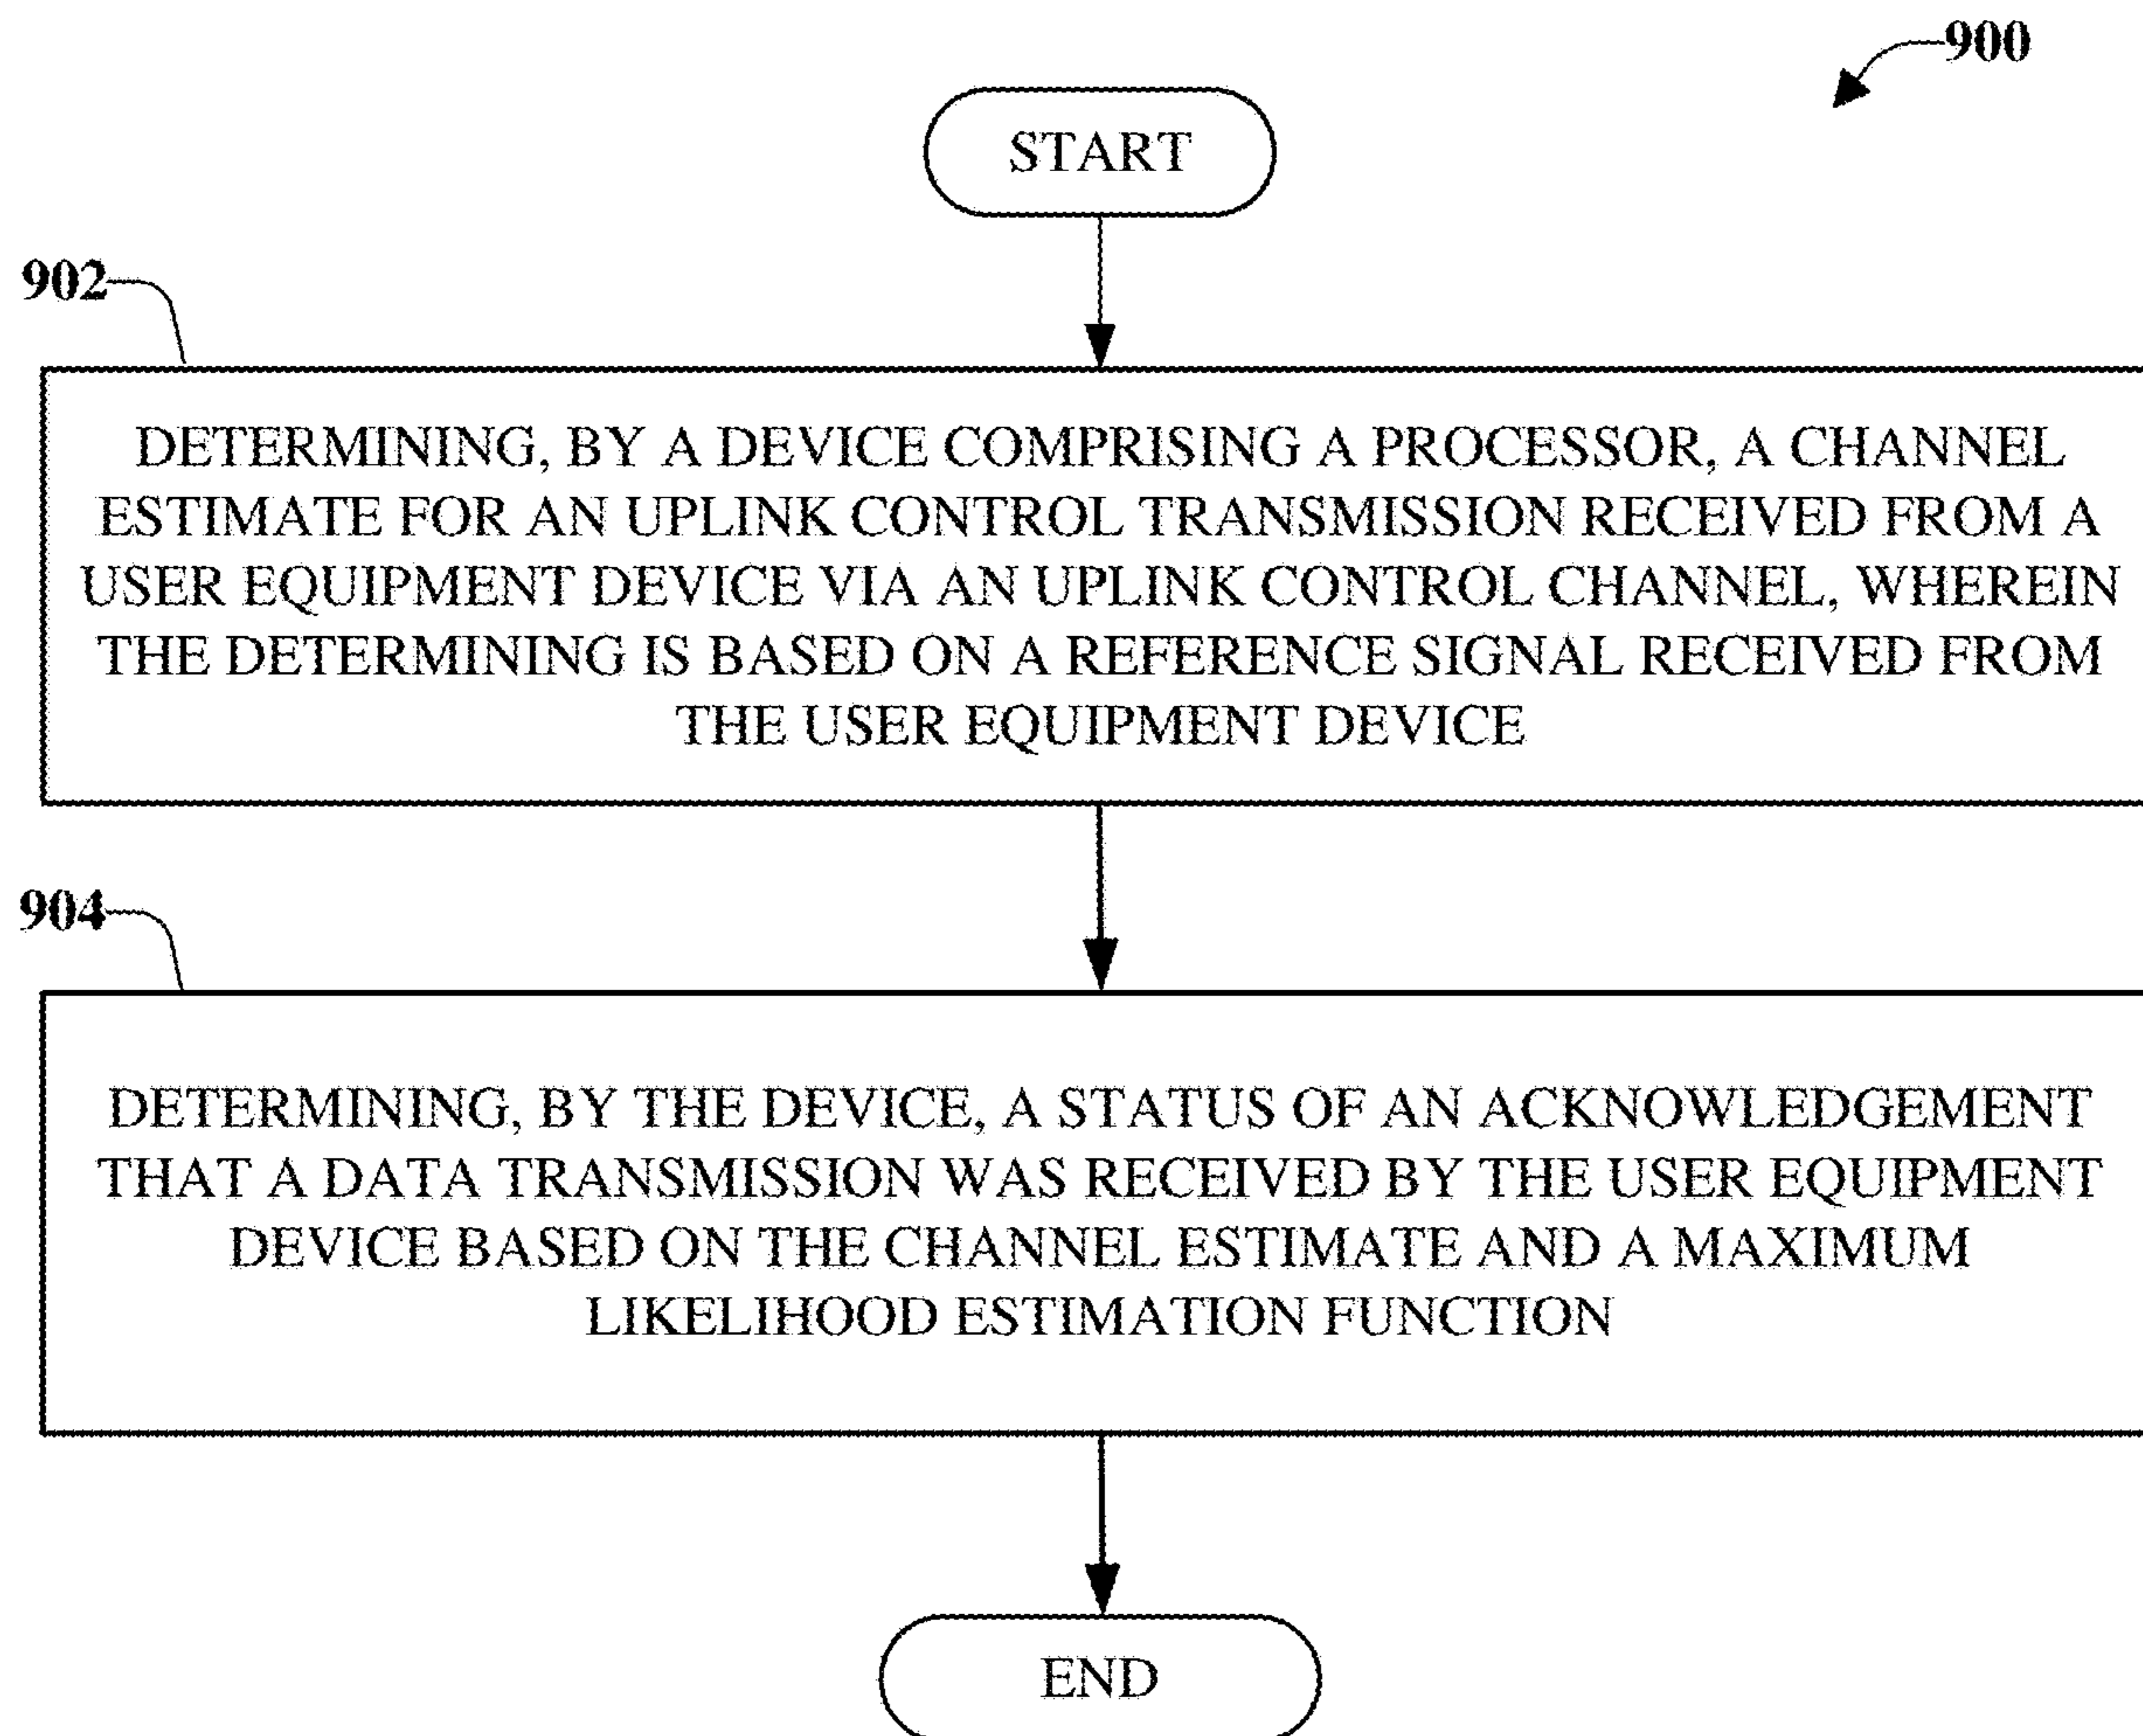 900
START
902
DETERMINING, BY A DEVICE COMPRISING A PROCESSOR, A CHANNEL
ESTIMATE FOR AN UPLINK CONTROL TRANSMISSION RECEIVED FROM A
USER EQUIPMENT DEVICE VIA AN UPLINK CONTROL CHANNEL, WHEREIN
THE DETERMINING IS BASED ON A REFERENCE SIGNAL RECEIVED FROM
THE USER EQUIPMENT DEVICE
904
DETERMINING, BY THE DEVICE, A STATUS OF AN ACKNOWLEDGEMENT
THAT A DATA TRANSMISSION WAS RECEIVED BY THE USER EQUIPMENT
DEVICE BASED ON THE CHANNEL ESTIMATE AND A MAXIMUM
LIKELIHOOD ESTIMATION FUNCTION
END